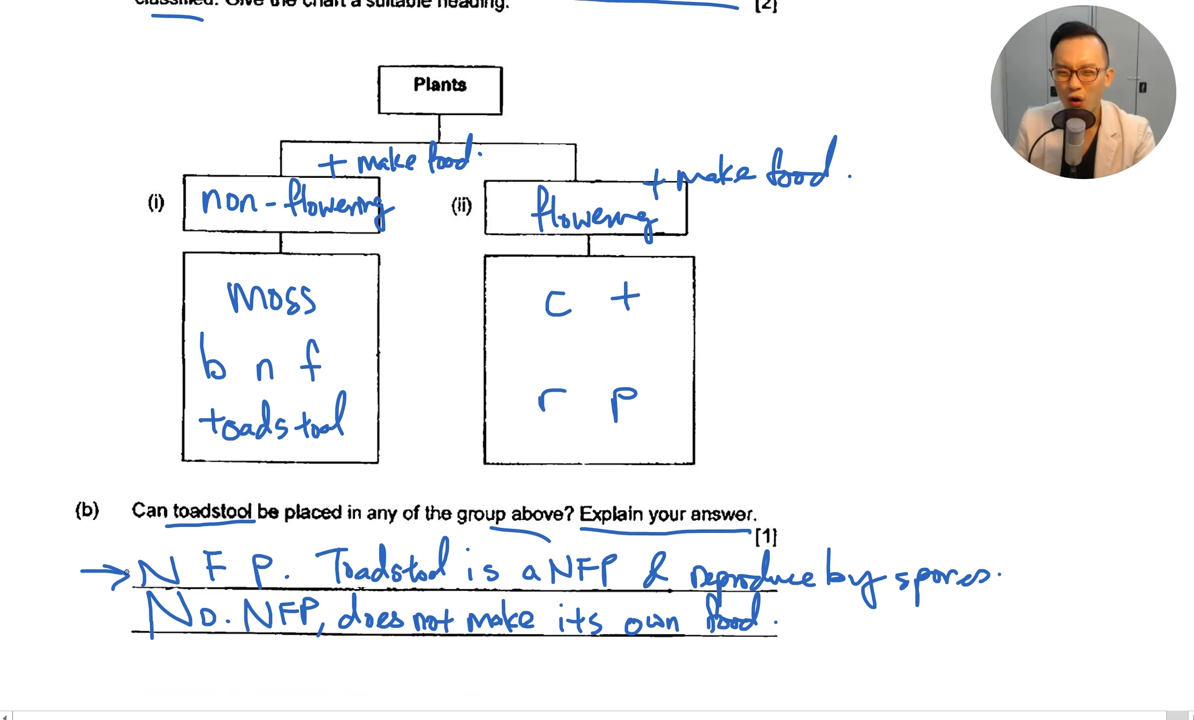 classified. Give the chart a suitable heading. [2]
Plants
+ make food.
+ make food.
(i) non-flowering (ii) flowering
moss
b n f
toadstool
c +
r p
(b) Can toadstool be placed in any of the group above? Explain your answer.
[1]
→ N F P. Toadstool is a NFP & reproduce by spores.
No. NFP, does not make its own food.